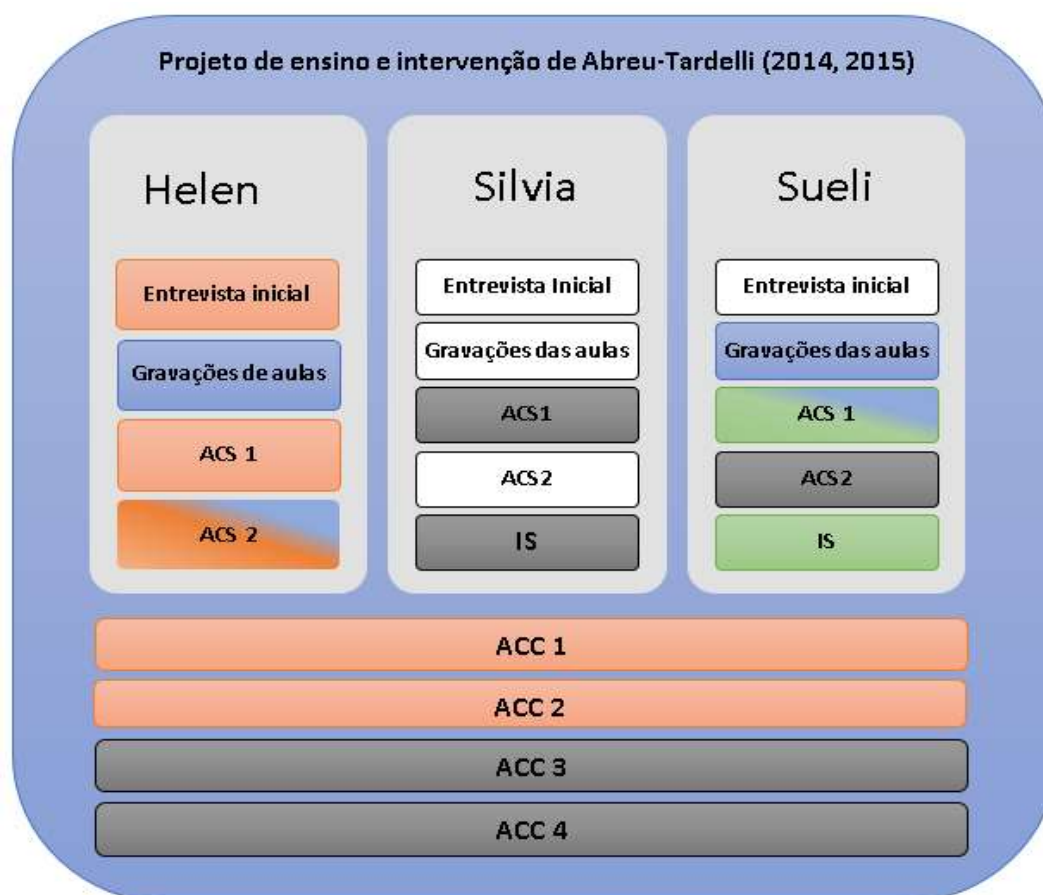 Projeto de ensino e intervenção de Abreu-Tardelli (2014, 2015)
Helen
Entrevista inicial
Gravações de aulas
ACS 1
ACS 2
Silvia
Entrevista Inicial
Gravações das aulas
ACS1
ACS2
IS
Sueli
Entrevista inicial
Gravações das aulas
ACS 1
ACS2
IS
ACC 1
ACC 2
ACC 3
ACC 4